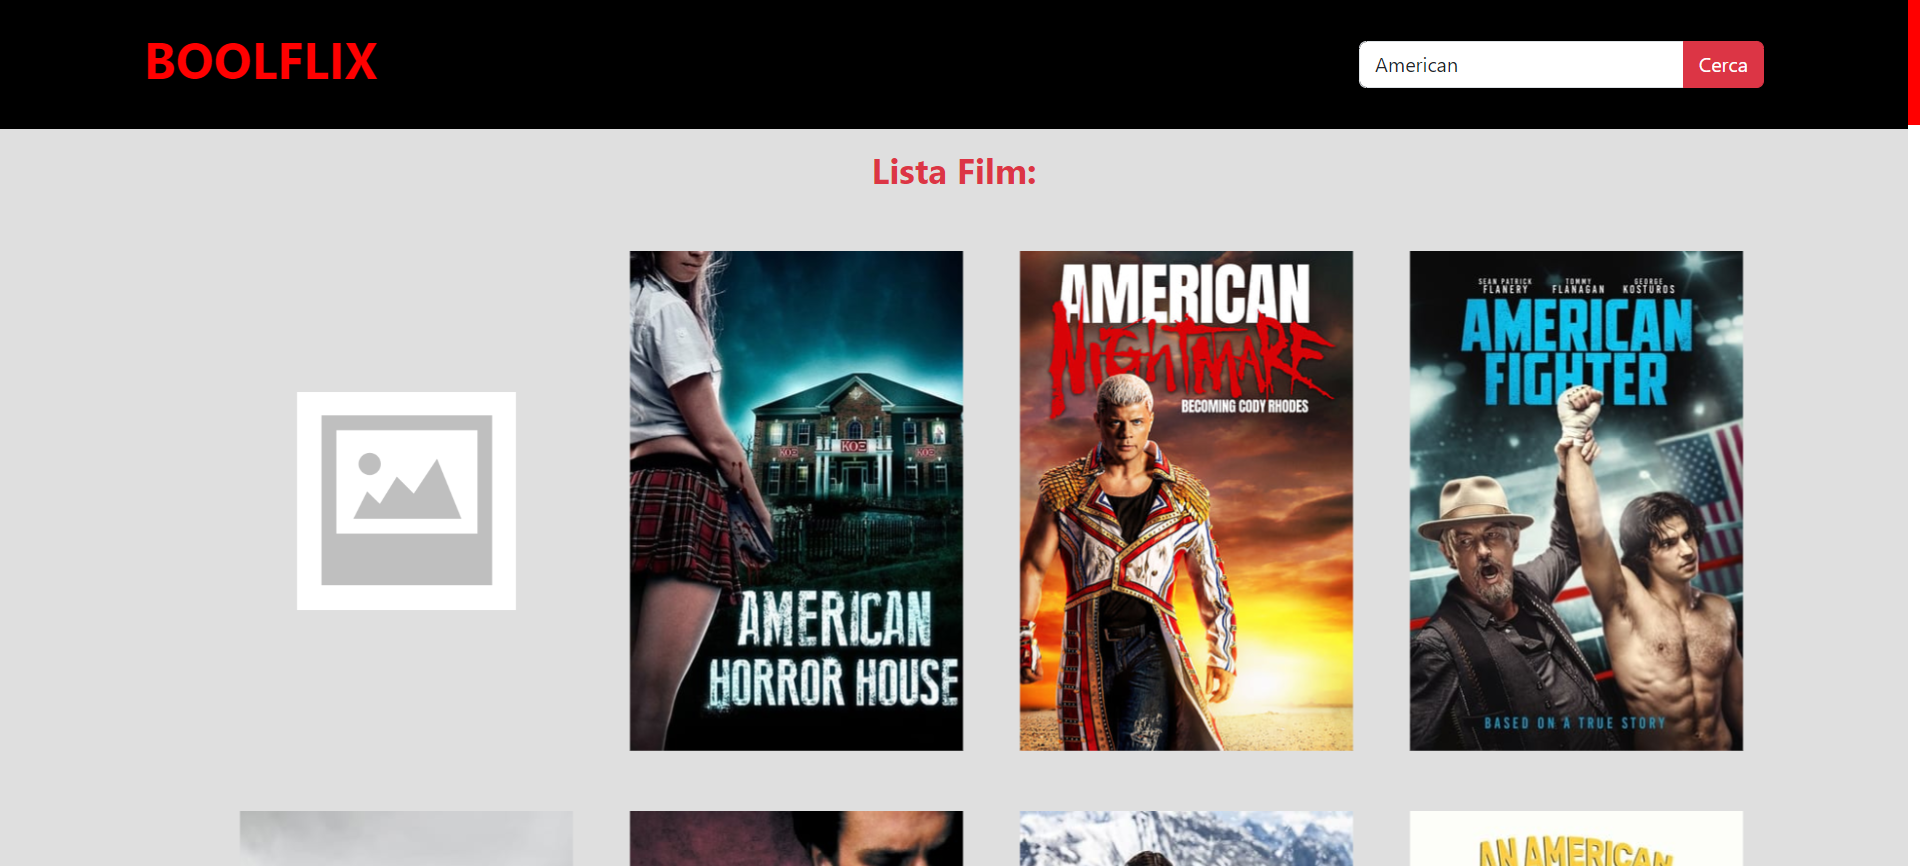 BOOLFLIX
American
Cerca
Lista Film:
ΚΟΞ
ΚΟΞ
ΚΟΞ
AMERICAN
HORROR HOUSE
AMERICAN
NIGHTMARE
BECOMING CODY RHODES
SEAN PATRICK FLANERY
TOMMY FLANAGAN
GEORGE KOSTUROS
AMERICAN
FIGHTER
BASED ON A TRUE STORY
AN AMERICAN